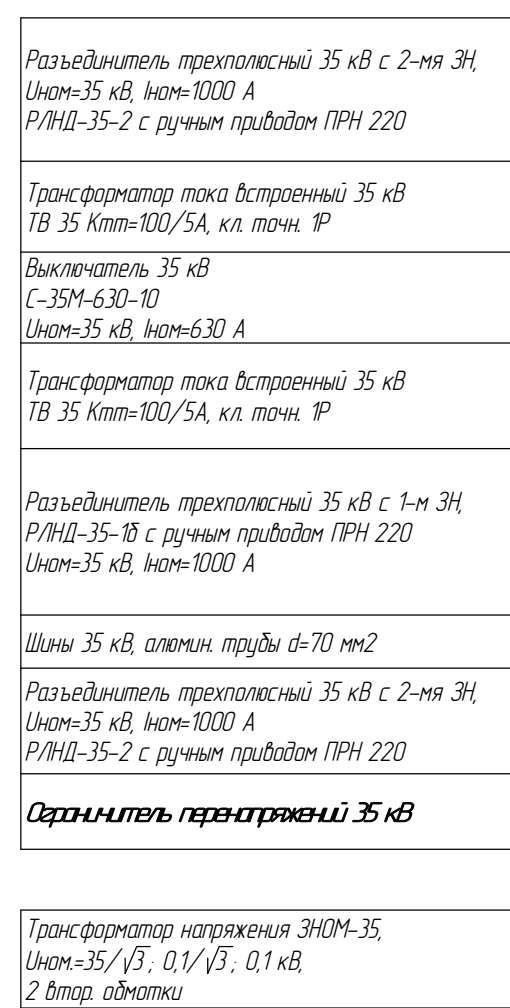 Разъединитель трехполюсный 35 кВ с 2-мя ЗН,
Uном=35 кВ, Iном=1000 А
РЛНД-35-2 с ручным приводом ПРН 220
Трансформатор тока встроенный 35 кВ
ТВ 35 Kтт=100/5А, кл. точн. 1Р
Выключатель 35 кВ
С-35М-630-10
Uном=35 кВ, Iном=630 А
Трансформатор тока встроенный 35 кВ
ТВ 35 Kтт=100/5А, кл. точн. 1Р
Разъединитель трехполюсный 35 кВ с 1-м ЗН,
РЛНД-35-1б с ручным приводом ПРН 220
Uном=35 кВ, Iном=1000 А
Шины 35 кВ, алюмин. трубы d=70 мм2
Разъединитель трехполюсный 35 кВ с 2-мя ЗН,
Uном=35 кВ, Iном=1000 А
РЛНД-35-2 с ручным приводом ПРН 220
Ограничитель перенапряжений 35 кВ
Трансформатор напряжения ЗНОМ-35,
Uном.=35/√3; 0,1/√3; 0,1 кВ,
2 втор. обмотки